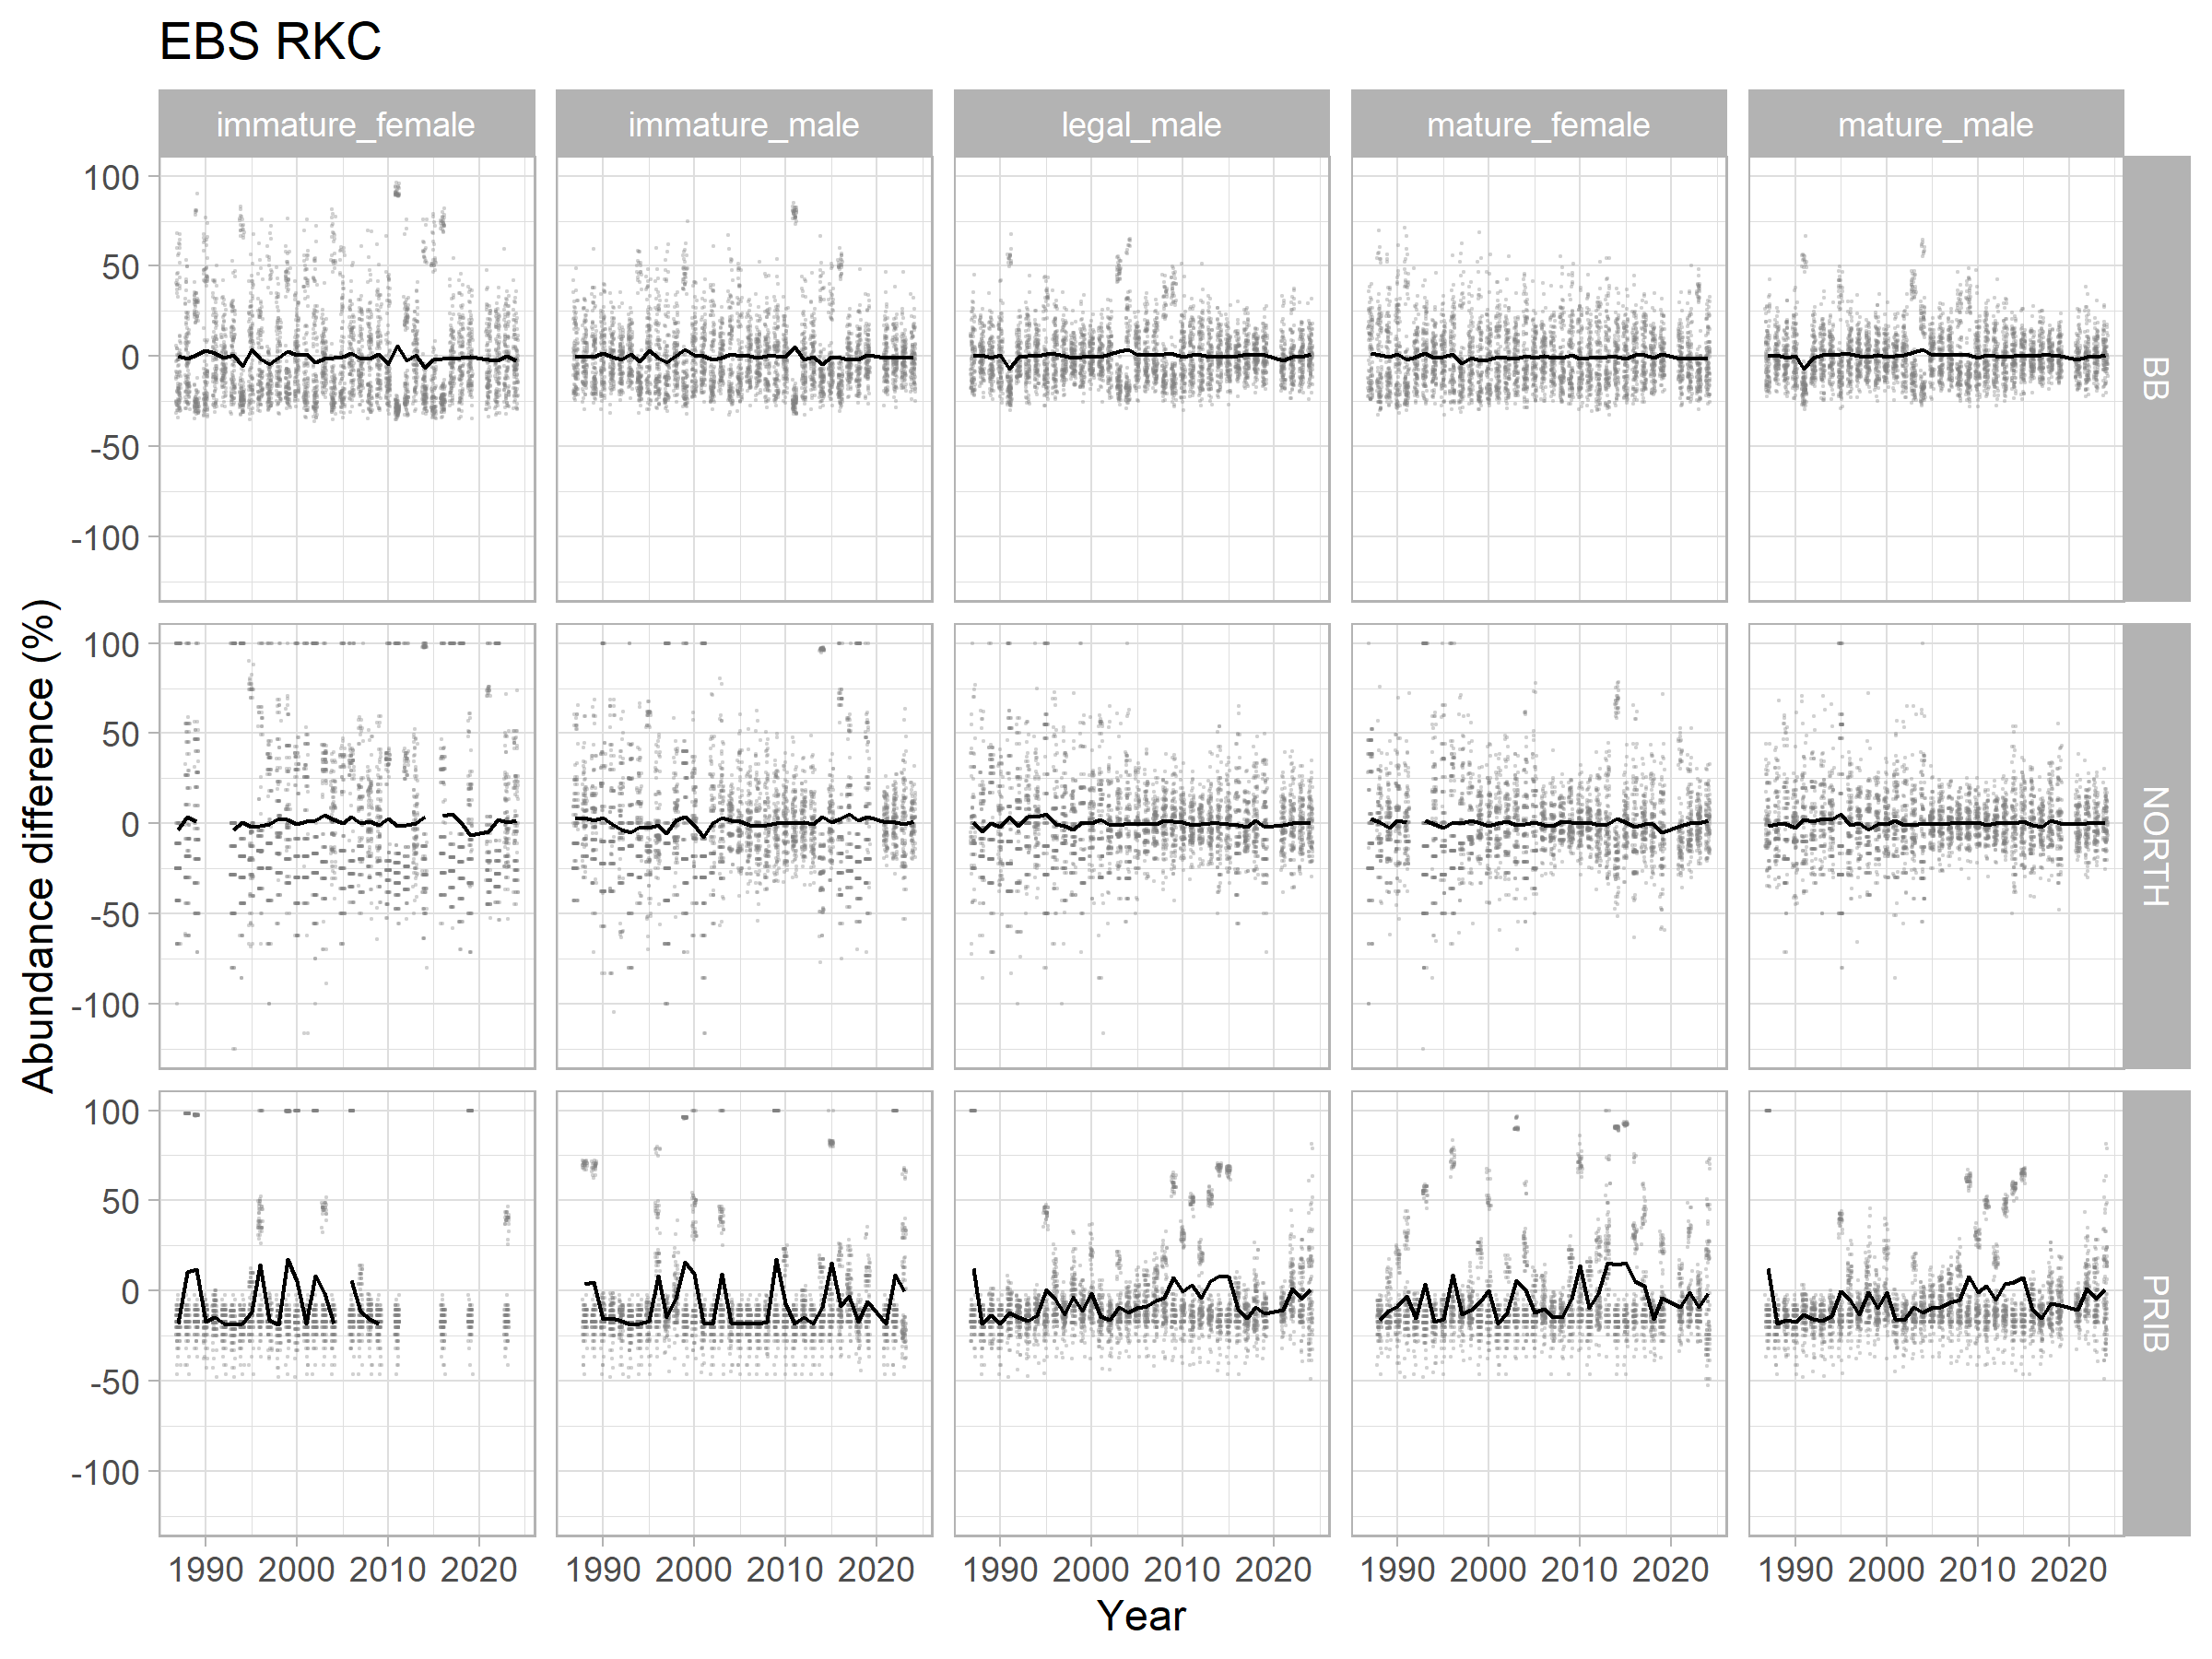 EBS RKC
immature_female immature_male legal_male mature_female mature_male
100
50
0
-50
-100
BB
100
50
0
-50
-100
NORTH
100
50
0
-50
-100
PRIB
Abundance difference (%)
1990 2000 2010 2020 1990 2000 2010 2020 1990 2000 2010 2020 1990 2000 2010 2020 1990 2000 2010 2020
Year